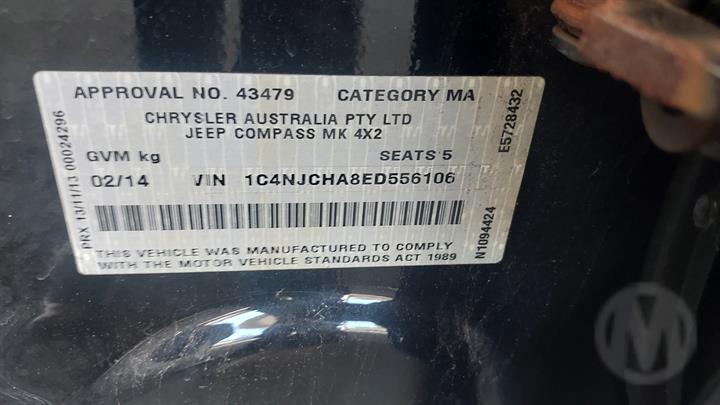 APPROVAL NO. 43479 CATEGORY MA
CHRYSLER AUSTRALIA PTY LTD
JEEP COMPASS MK 4X2
GVM kg SEATS 5
02/14 VIN 1C4NJCHA8ED556106
THIS VEHICLE WAS MANUFACTURED TO COMPLY
WITH THE MOTOR VEHICLE STANDARDS ACT 1989
PRX 13/11/13 00024296
E5728432
N1094424
M